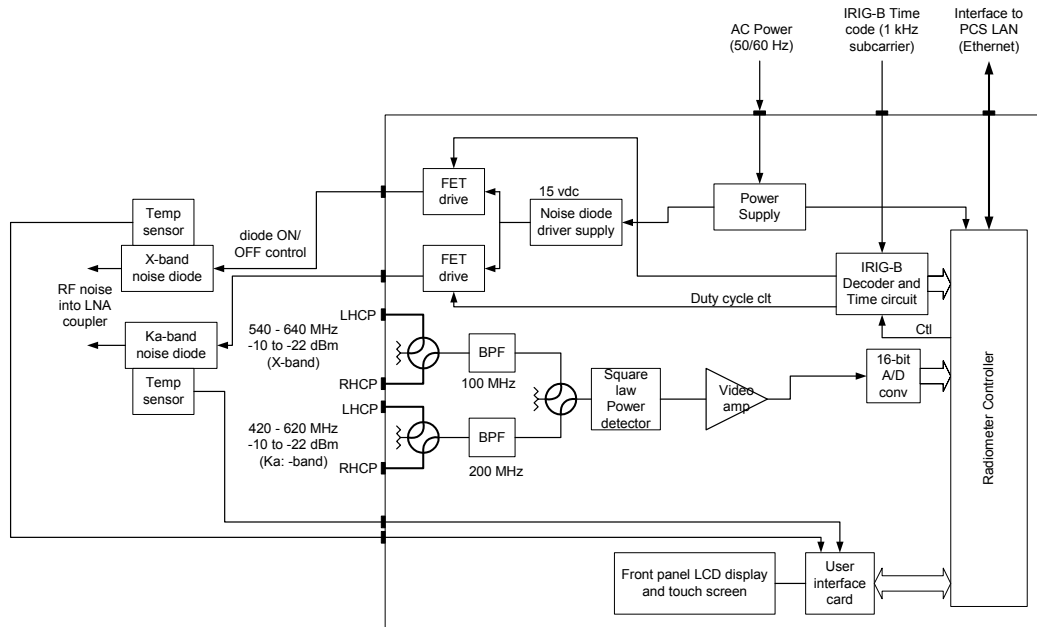 AC Power
(50/60 Hz)
IRIG-B Time
code (1 kHz
subcarrier)
Interface to
PCS LAN
(Ethernet)
FET
drive
15 vdc
Noise diode
driver supply
Power
Supply
Temp
sensor
X-band
noise diode
diode ON/
OFF control
FET
drive
IRIG-B
Decoder and
Time circuit
RF noise
into LNA
coupler
Duty cycle clt
Ctl
Ka-band
noise diode
Temp
sensor
LHCP
540 - 640 MHz
-10 to -22 dBm
(X-band)
RHCP
BPF
100 MHz
LHCP
420 - 620 MHz
-10 to -22 dBm
(Ka: -band)
RHCP
BPF
200 MHz
Square
law
Power
detector
Video
amp
16-bit
A/D
conv
Radiometer Controller
Front panel LCD display
and touch screen
User
interface
card